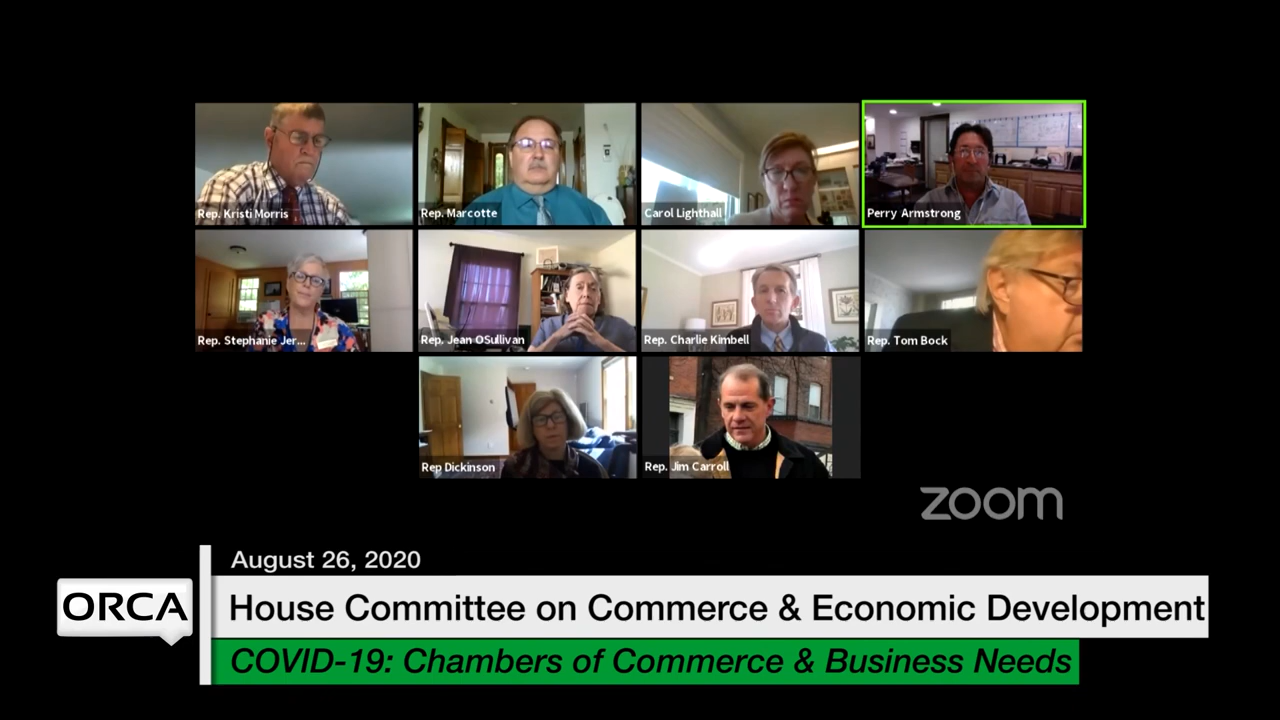 Rep. Kristi Morris
Rep. Marcotte
Carol Lighthall
Perry Armstrong
Rep. Stephanie Jer...
Rep. Jean OSullivan
Rep. Charlie Kimbell
Rep. Tom Bock
Rep Dickinson
Rep. Jim Carroll
zoom
August 26, 2020
ORCA
House Committee on Commerce & Economic Development
COVID-19: Chambers of Commerce & Business Needs